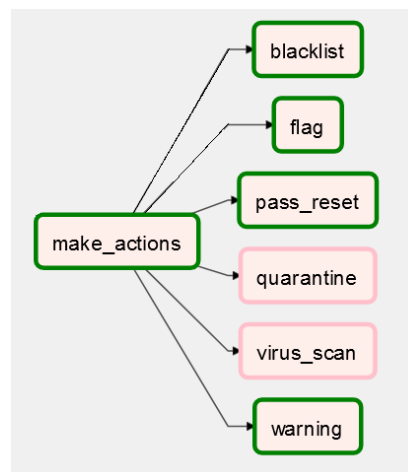 blacklist
flag
pass_reset
make_actions
quarantine
virus_scan
warning